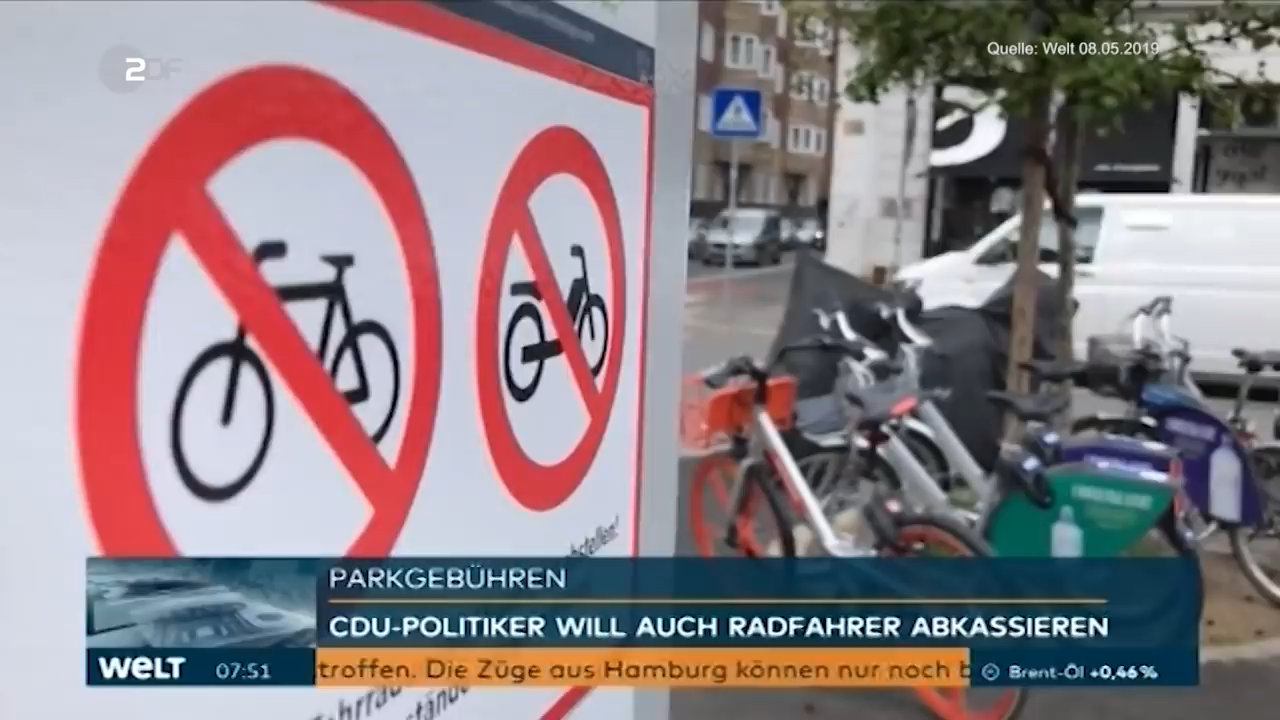 2DF
Quelle: Welt 08.05.2019
PARKGEBÜHREN
CDU-POLITIKER WILL AUCH RADFAHRER ABKASSIEREN
welt 07:51 troffen. Die Züge aus Hamburg können nur noch b Brent-Öl +0,46%